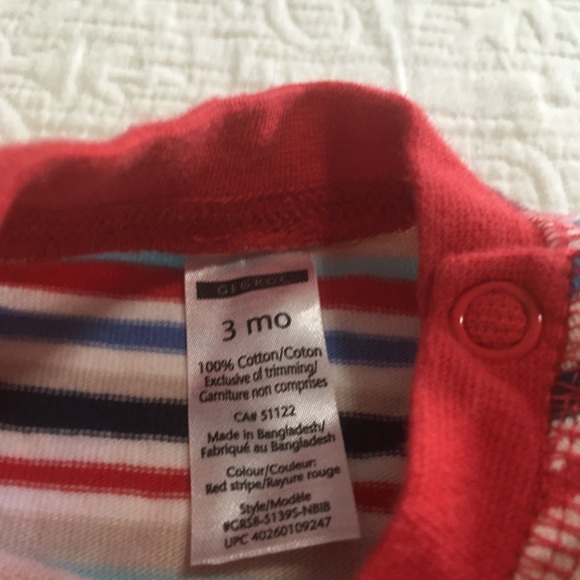 GEORGE
3 mo
100% Cotton/Coton
Exclusive of trimming/
Garniture non comprises
CA# 51122
Made in Bangladesh/
Fabriqué au Bangladesh
Colour/Couleur:
Red stripe/Rayure rouge
Style/Modèle
#GRS8-51395-NBIB
UPC 40260109247